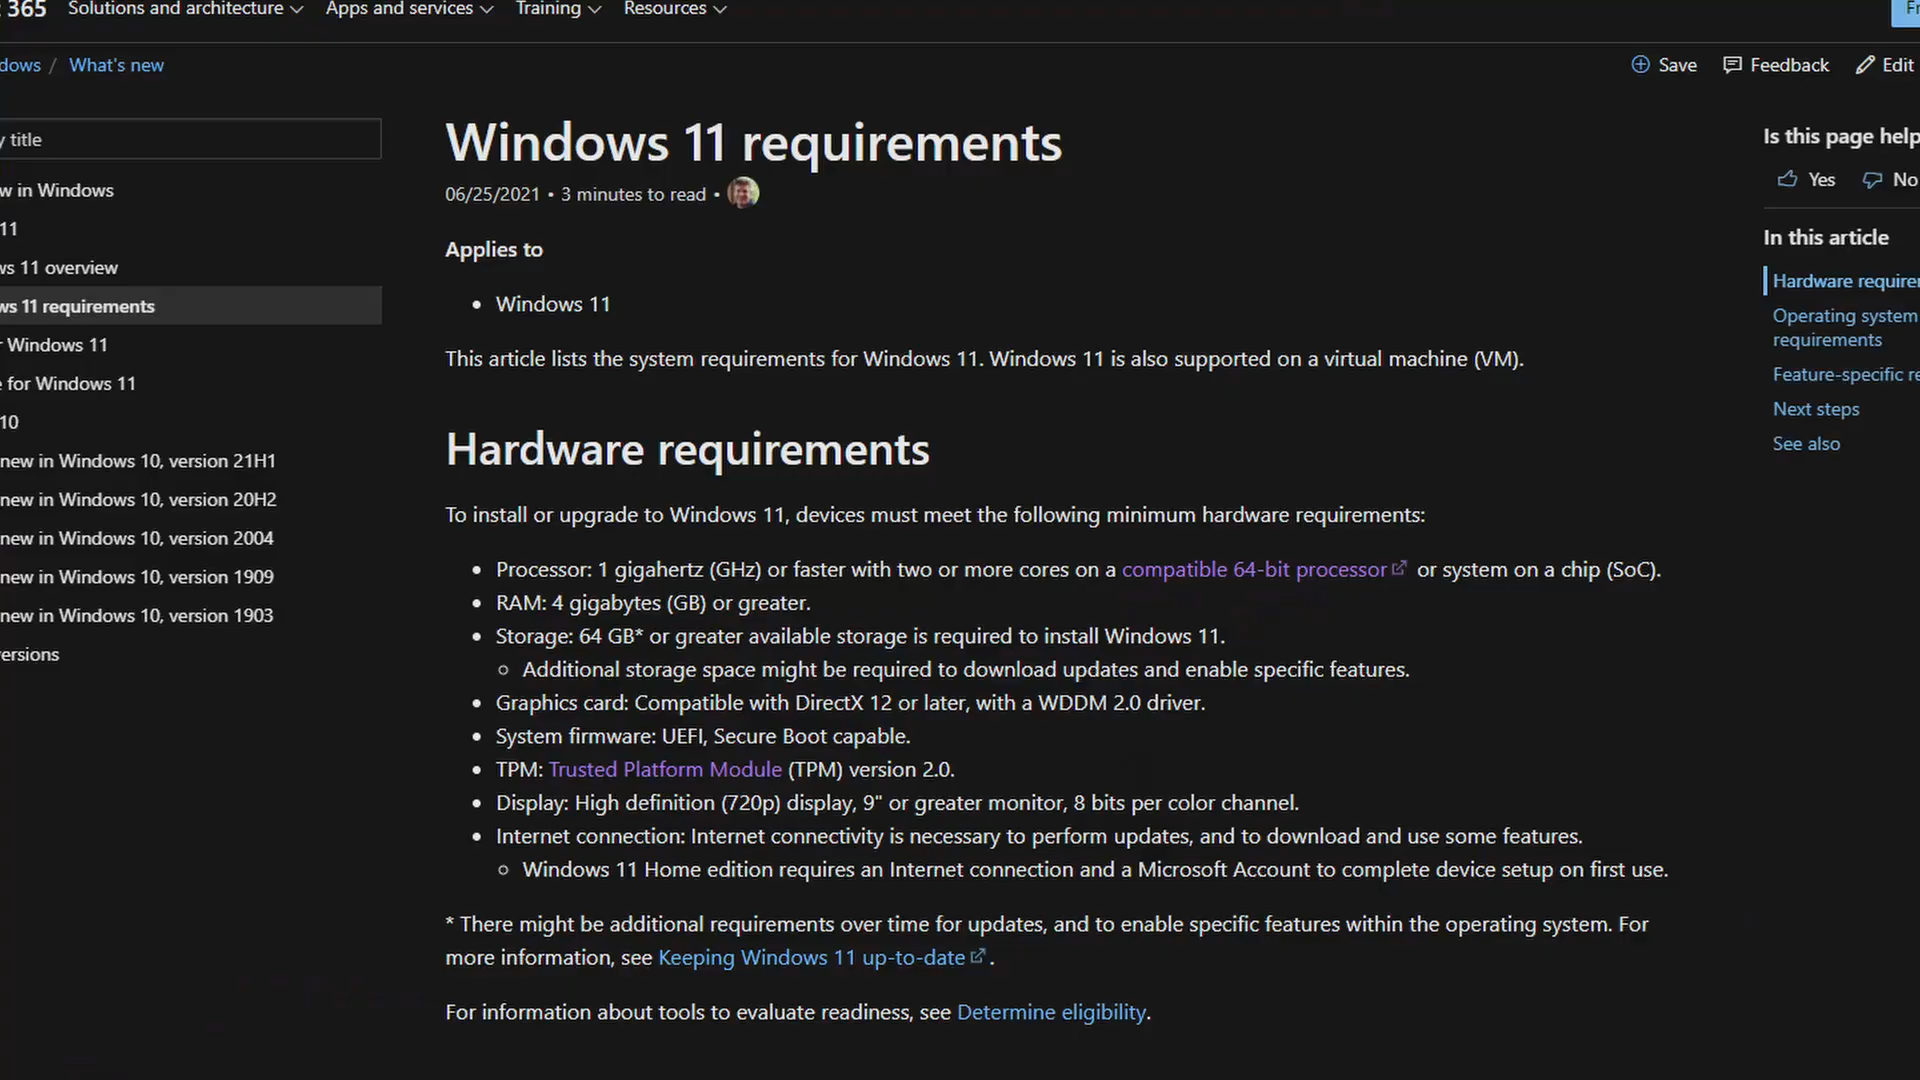 365 Solutions and architecture Apps and services Training Resources
What's new
Save Feedback Edit
title
in Windows
11
11 overview
11 requirements
Windows 11
for Windows 11
10
new in Windows 10, version 21H1
new in Windows 10, version 20H2
new in Windows 10, version 2004
new in Windows 10, version 1909
new in Windows 10, version 1903
Windows 11 requirements
06/25/2021 • 3 minutes to read •
Applies to
• Windows 11
This article lists the system requirements for Windows 11. Windows 11 is also supported on a virtual machine (VM).
Hardware requirements
To install or upgrade to Windows 11, devices must meet the following minimum hardware requirements:
• Processor: 1 gigahertz (GHz) or faster with two or more cores on a compatible 64-bit processor or system on a chip (SoC).
• RAM: 4 gigabytes (GB) or greater.
• Storage: 64 GB* or greater available storage is required to install Windows 11.
○ Additional storage space might be required to download updates and enable specific features.
• Graphics card: Compatible with DirectX 12 or later, with a WDDM 2.0 driver.
• System firmware: UEFI, Secure Boot capable.
• TPM: Trusted Platform Module (TPM) version 2.0.
• Display: High definition (720p) display, 9" or greater monitor, 8 bits per color channel.
• Internet connection: Internet connectivity is necessary to perform updates, and to download and use some features.
○ Windows 11 Home edition requires an Internet connection and a Microsoft Account to complete device setup on first use.
* There might be additional requirements over time for updates, and to enable specific features within the operating system. For
more information, see Keeping Windows 11 up-to-date.
For information about tools to evaluate readiness, see Determine eligibility.
Is this page
Yes No
In this article
Hardware
Operating system
requirements
Feature-specific
Next steps
See also